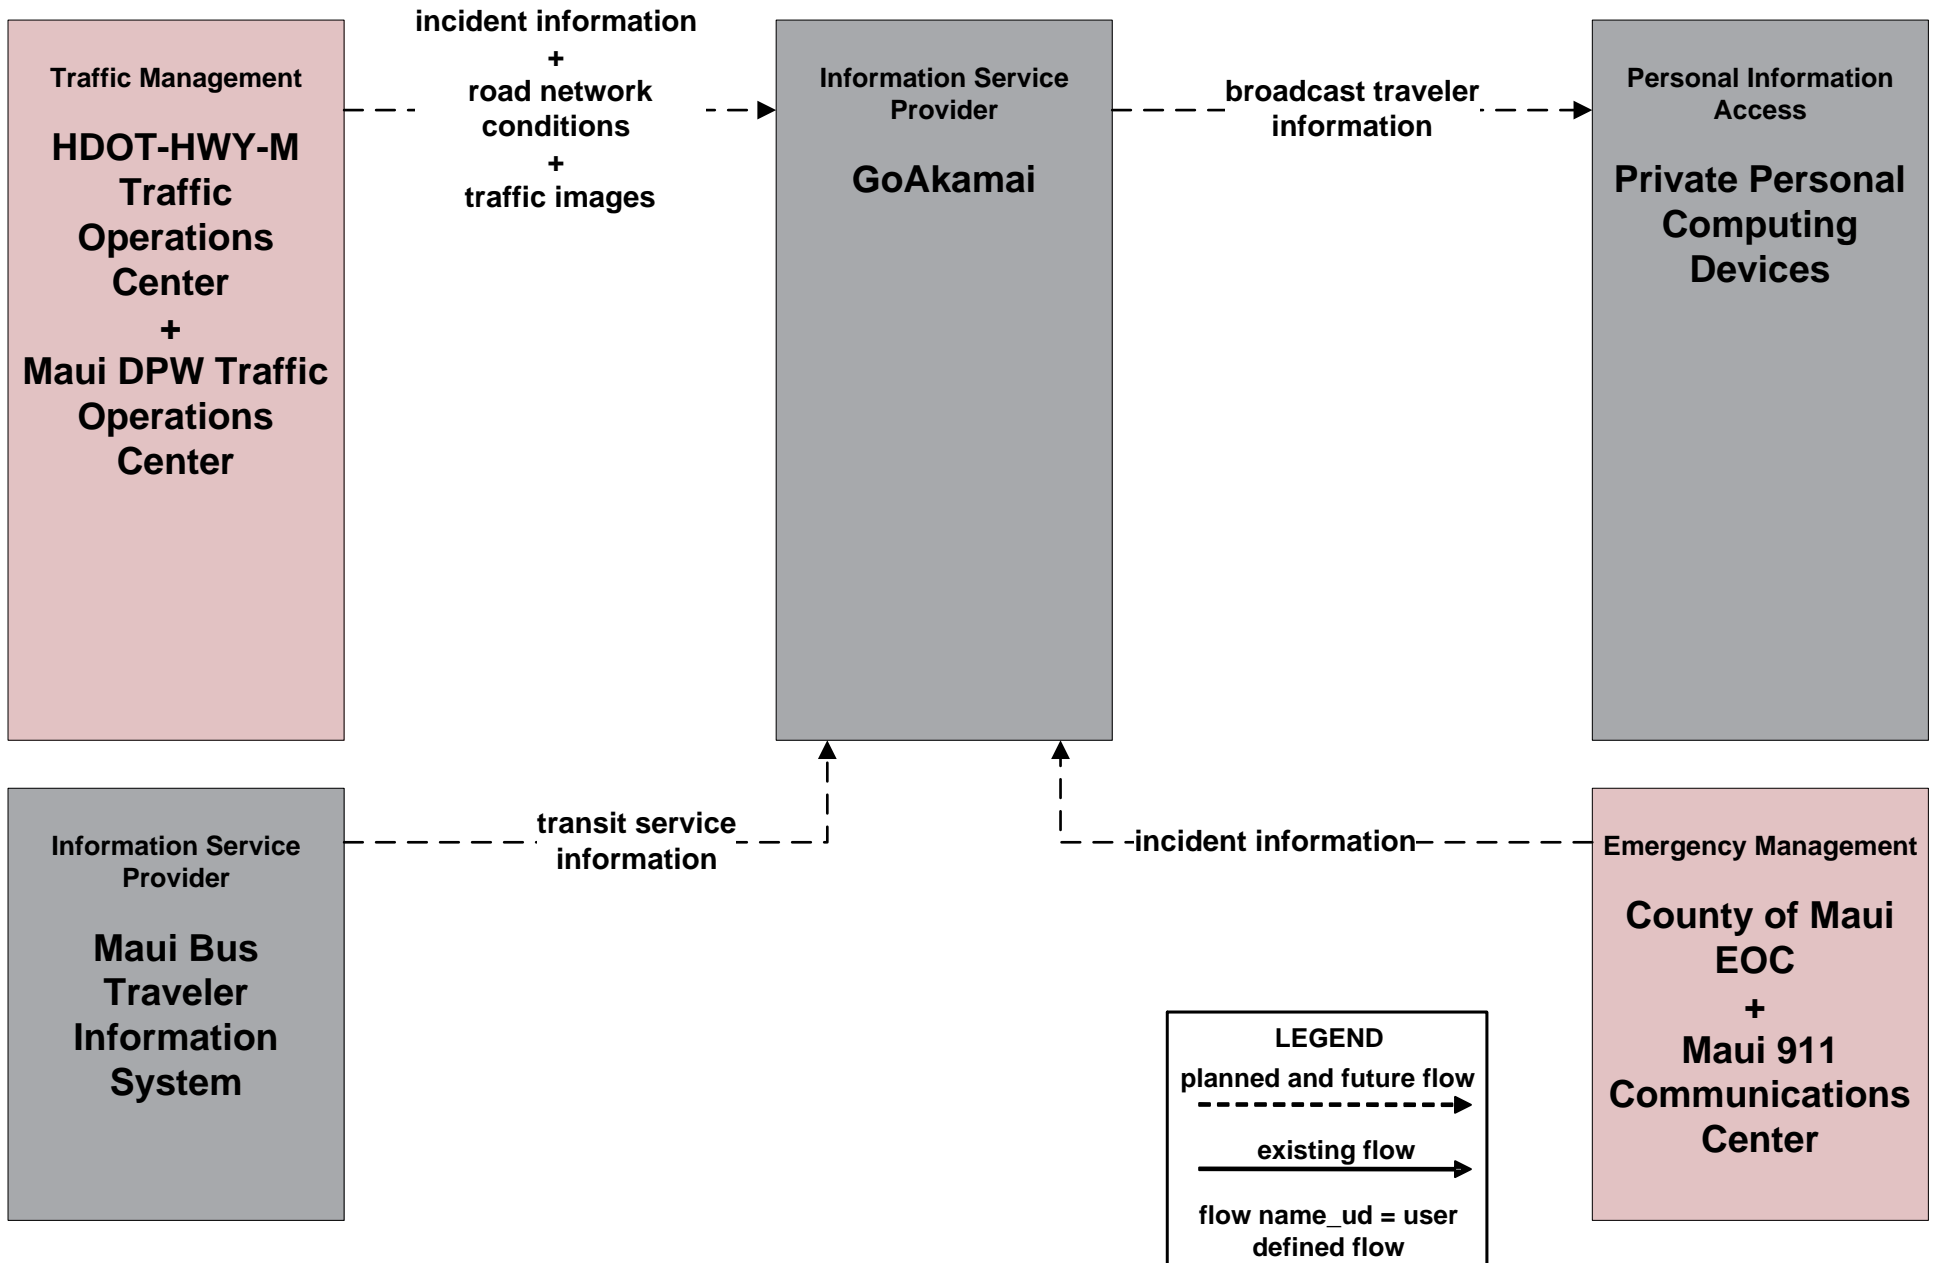 Traffic Management
HDOT-HWY-M
Traffic
Operations
Center
+
Maui DPW Traffic
Operations
Center
incident information
+
road network
conditions
+
traffic images
Information Service
Provider
GoAkamai
broadcast traveler
information
Personal Information
Access
Private Personal
Computing
Devices
Information Service
Provider
Maui Bus
Traveler
Information
System
transit service
information
incident information
Emergency Management
County of Maui
EOC
+
Maui 911
Communications
Center
LEGEND
planned and future flow
existing flow
flow name_ud = user
defined flow